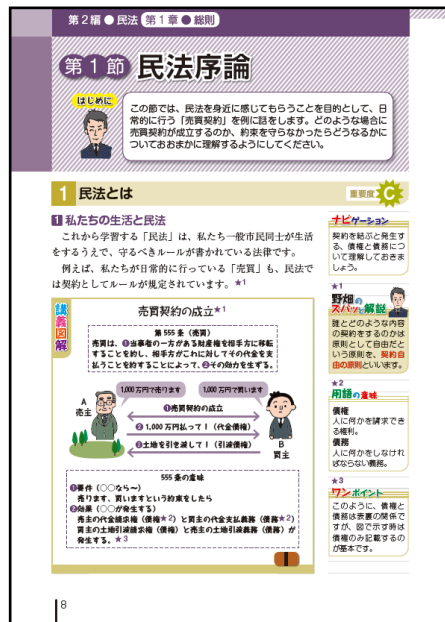 第2編●民法 第1章●総則
第1節 民法序論
はじめに
この節では、民法を身近に感じてもらうことを目的として、日
常的に行う「売買契約」を例に話をします。どのような場合に
売買契約が成立するのか、約束を守らなかったらどうなるかに
ついておおまかに理解するようにしてください。
1 民法とは
重要度 C
1 私たちの生活と民法
これから学習する「民法」は、私たち一般市民同士が生活
をするうえで、守るべきルールが書かれている法律です。
例えば、私たちが日常的に行っている「売買」も、民法で
は契約としてルールが規定されています。★1
講義図解
売買契約の成立★1
第555条(売買)
売買は、❶当事者の一方がある財産権を相手方に移転
することを約し、相手方がこれに対してその代金を支
払うことを約することによって、❷その効力を生ずる。
1,000万円で売ります
1,000万円で買います
A
売主
❶売買契約の成立
❷1,000万円払って!(代金債権)
❸土地を引き渡して!(引渡債権)
B
買主
555条の意味
❶要件(○○なら~)
売ります、買いますという約束をしたら
❷効果(○○が発生する)
売主の代金請求権(債権★2)と買主の代金支払義務(債務★2)
買主の土地引渡請求権(債権)と売主の土地引渡義務(債務)が
発生する。★3
ナビゲーション
契約を結ぶと発生す
る、債権と債務につ
いて理解しておきま
しょう。
★1
野畑の
ズバッと解説
誰とどのような内容
の契約をするのかは
原則として自由だと
いう原則を、契約自
由の原則といいます。
★2
用語の意味
債権
人に何かを請求でき
る権利。
債務
人に何かをしなけれ
ばならない義務。
★3
ワンポイント
このように、債権と
債務は表裏の関係で
すが、図で示す時は
債権のみ記載するの
が基本です。
8